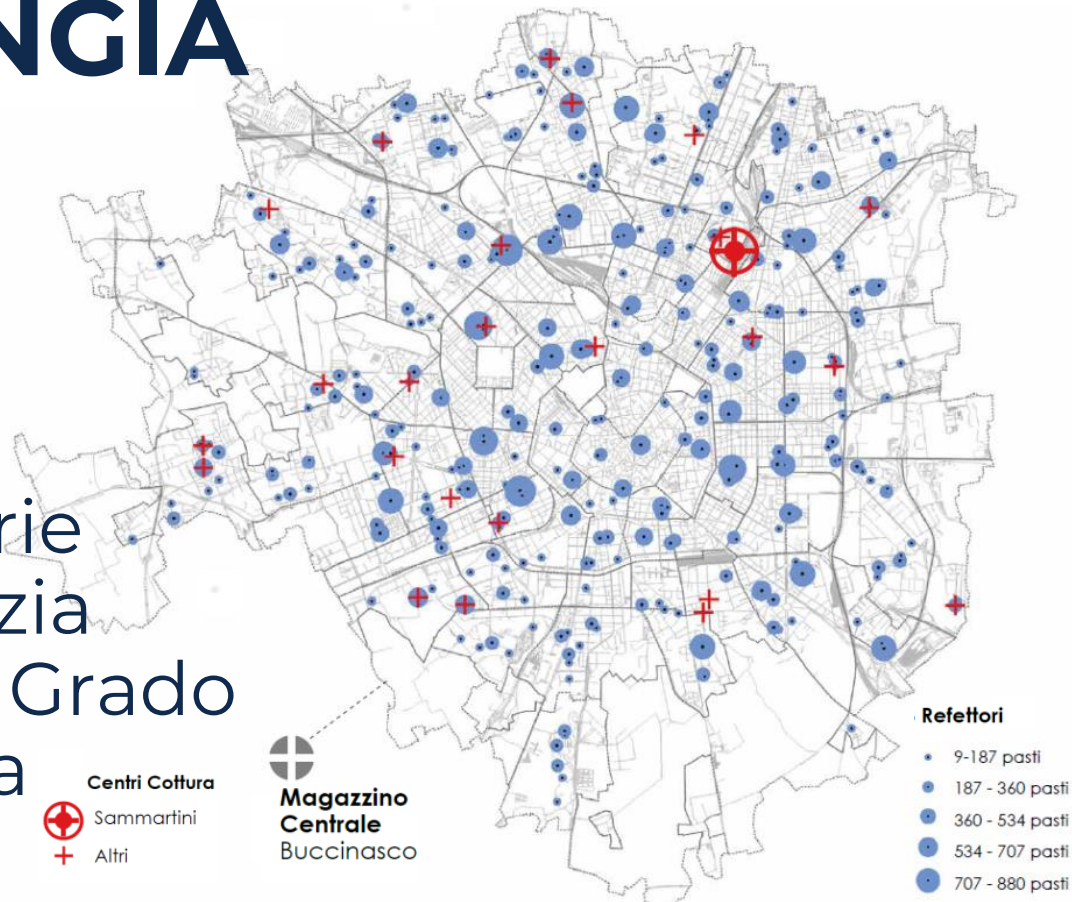 NGIA
rie
zia
Grado
a
Centri Cottura
Sammartini
Altri
Magazzino
Centrale
Buccinasco
Refettori
9-187 pasti
187 - 360 pasti
360 - 534 pasti
534 - 707 pasti
707 - 880 pasti